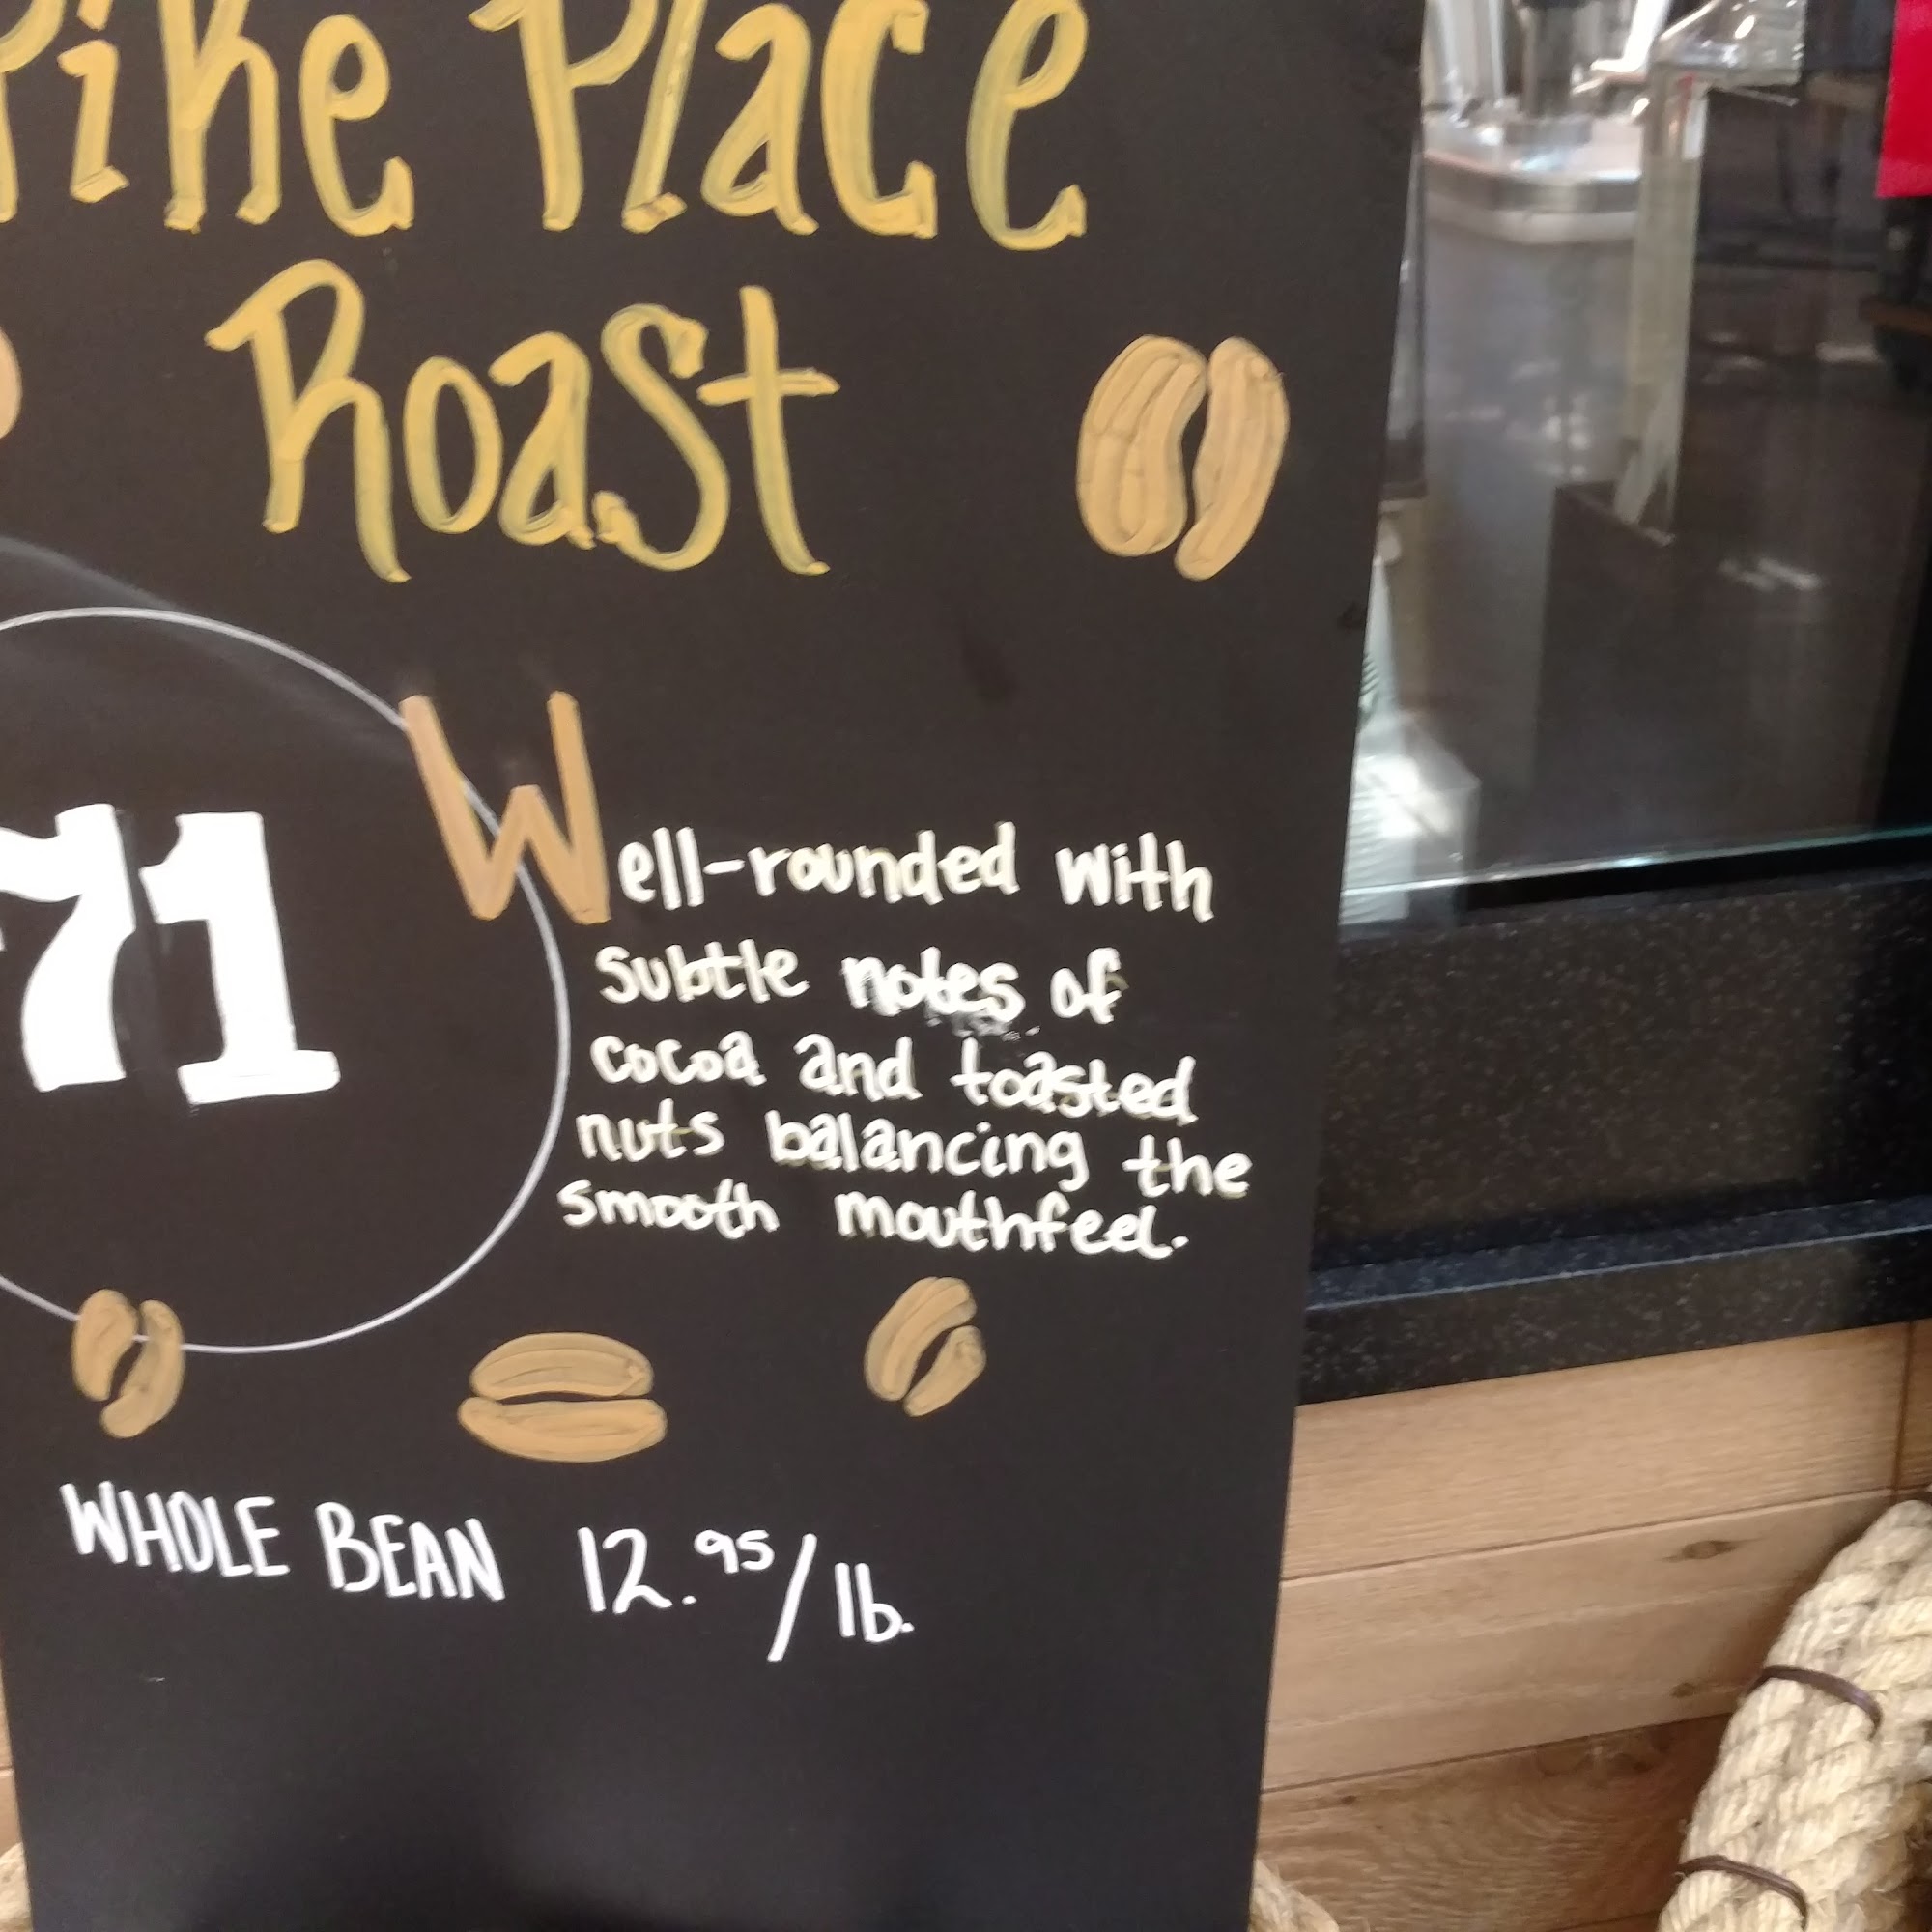 Pike Place
Roast
71
Well-rounded with
subtle notes of
cocoa and toasted
nuts balancing the
smooth mouthfeel.
WHOLE BEAN 12.95/lb.